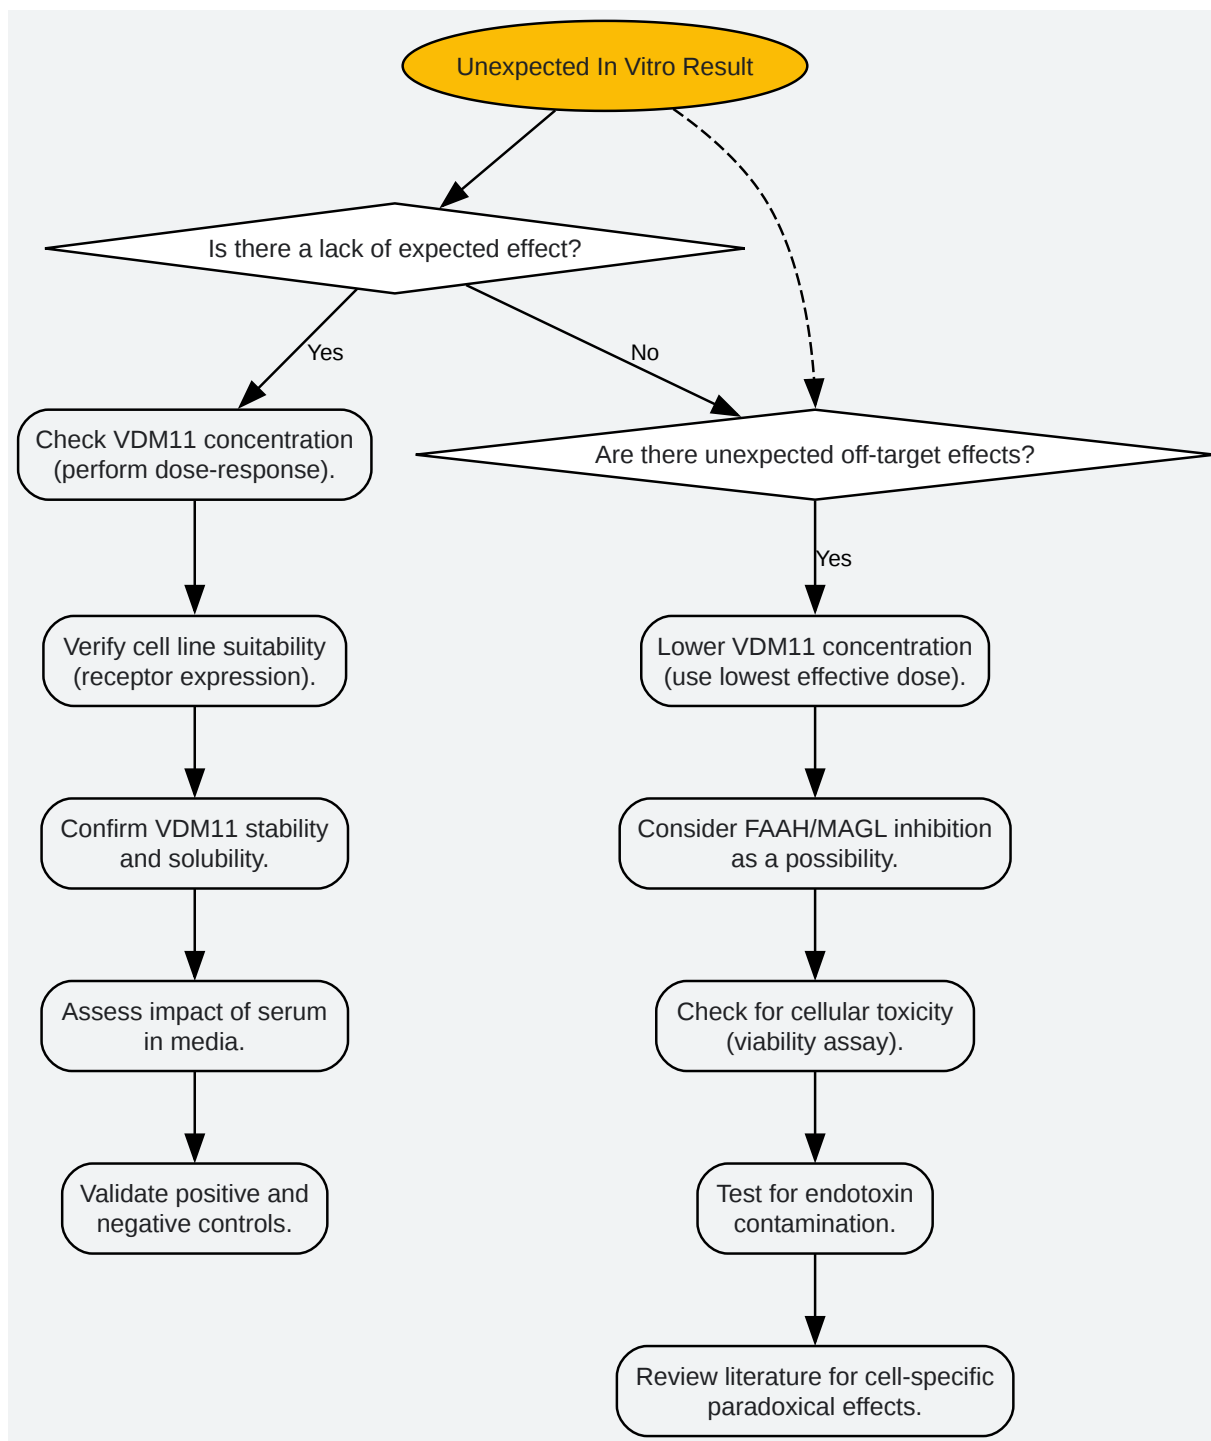 Unexpected In Vitro Result
Is there a lack of expected effect?
Yes
No
Check VDM11 concentration
(perform dose-response).
Are there unexpected off-target effects?
Yes
Verify cell line suitability
(receptor expression).
Lower VDM11 concentration
(use lowest effective dose).
Confirm VDM11 stability
and solubility.
Consider FAAH/MAGL inhibition
as a possibility.
Assess impact of serum
in media.
Check for cellular toxicity
(viability assay).
Validate positive and
negative controls.
Test for endotoxin
contamination.
Review literature for cell-specific
paradoxical effects.